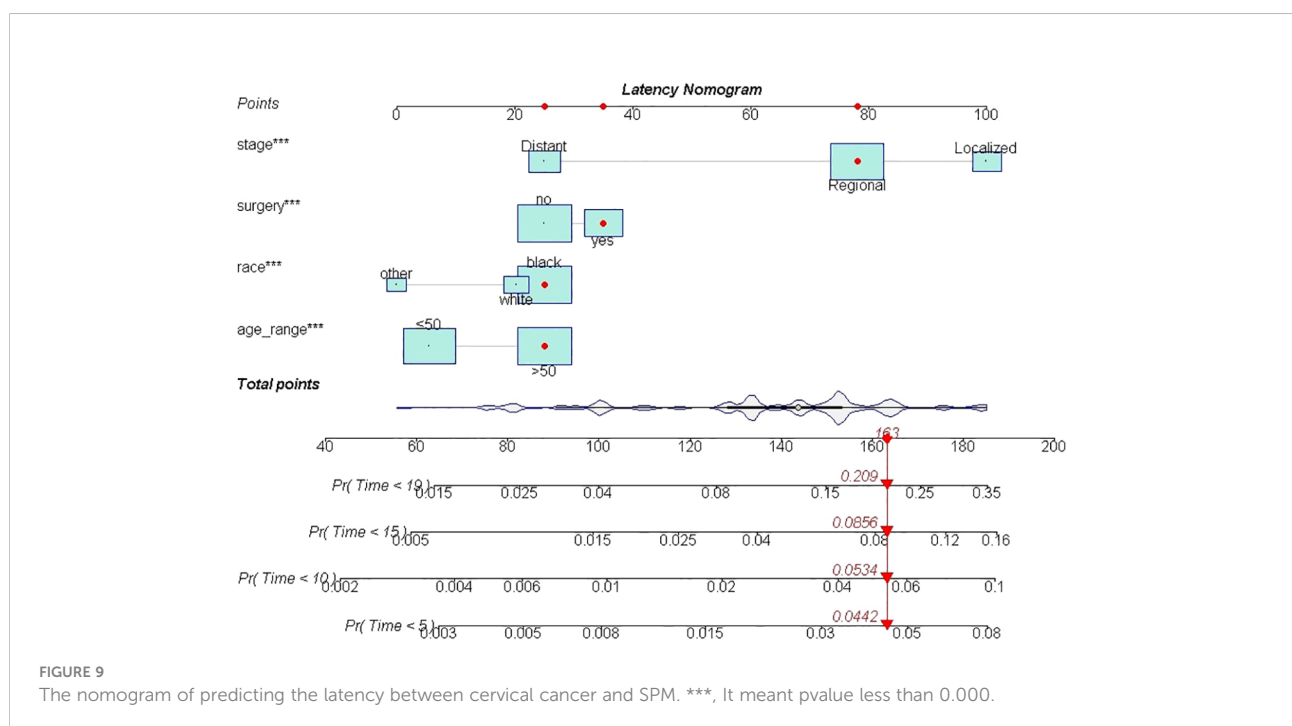 Latency Nomogram
Points
0 20 40 60 80 100
stage***
Distant Localized
Regional
surgery***
no
yes
race***
other black
white
age_range***
≤50
>50
Total points
163
40 60 80 100 120 140 160 180 200
0.209
Pr( Time < 19 )
0.015 0.025 0.04 0.08 0.15 0.25 0.35
0.0856
Pr( Time < 15 )
0.005 0.015 0.025 0.04 0.08 0.12 0.16
0.0534
Pr( Time < 10 )
0.002 0.004 0.006 0.01 0.02 0.04 0.06 0.1
0.0442
Pr( Time < 5 )
0.003 0.005 0.008 0.015 0.03 0.05 0.08
FIGURE 9
The nomogram of predicting the latency between cervical cancer and SPM. ***, It meant pvalue less than 0.000.